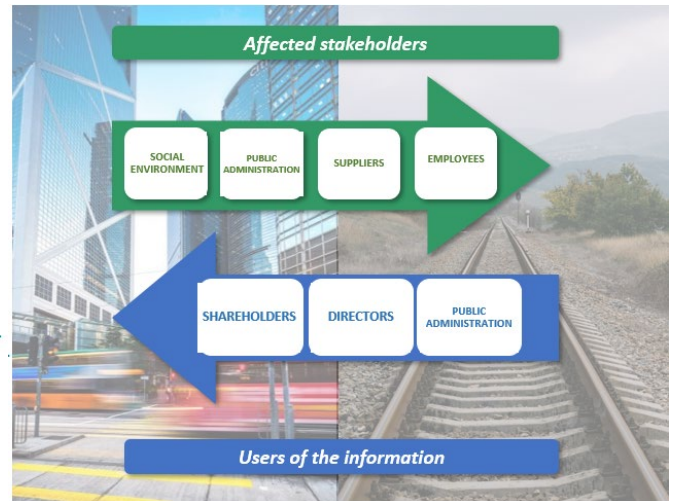 Affected stakeholders
SOCIAL
ENVIRONMENT
PUBLIC
ADMINISTRATION
SUPPLIERS
EMPLOYEES
SHAREHOLDERS
DIRECTORS
PUBLIC
ADMINISTRATION
Users of the information